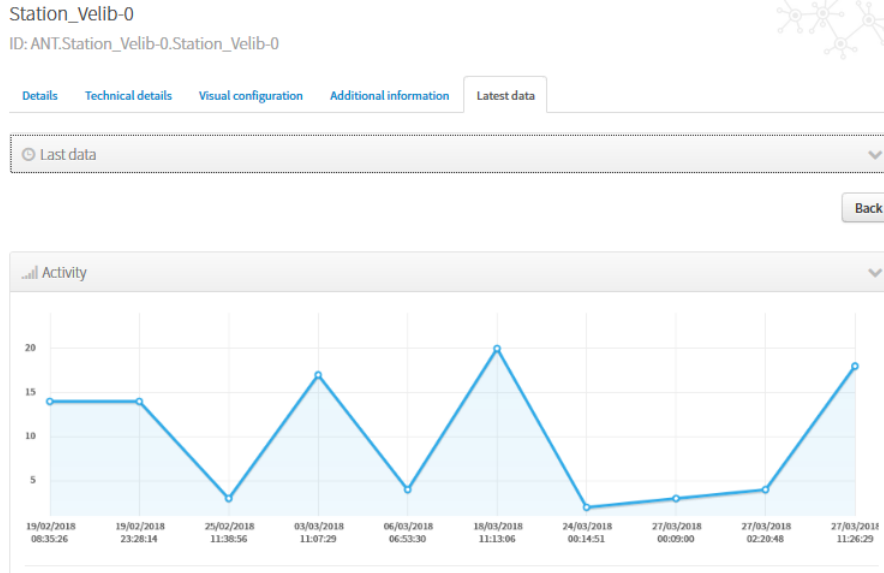 Station_Velib-0
ID: ANT.Station_Velib-0.Station_Velib-0
Details Technical details Visual configuration Additional information Latest data
Last data
Back
Activity
20
15
10
5
19/02/2018 19/02/2018 25/02/2018 03/03/2018 06/03/2018 18/03/2018 24/03/2018 27/03/2018 27/03/2018 27/03/2018
08:35:26 23:28:14 11:38:56 11:07:29 06:53:30 11:13:06 00:14:51 00:09:00 02:20:48 11:26:29